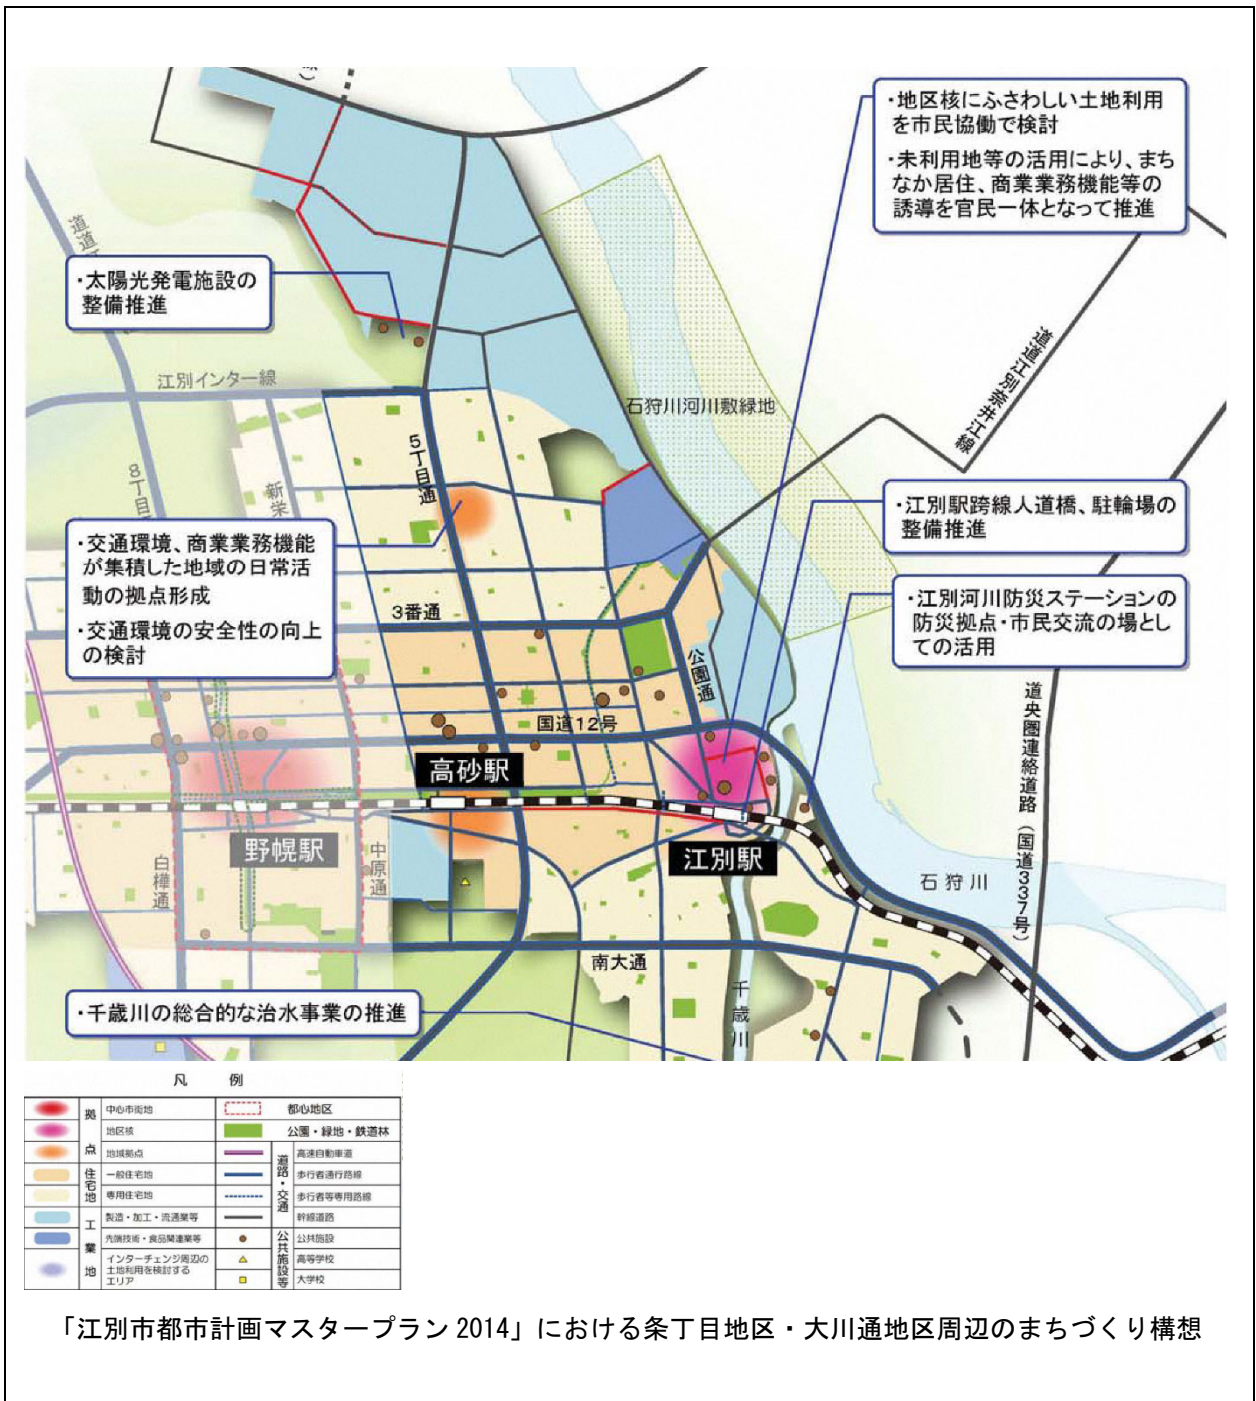 ・地区核にふさわしい土地利用
を市民協働で検討
・未利用地等の活用により、まち
なか居住、商業業務機能等の
誘導を官民一体となって推進
・太陽光発電施設の
整備推進
江別インター線
石狩川河川敷緑地
道道江別奈井江線
5丁目通
8丁目
新栄
・江別駅跨線人道橋、駐輪場の
整備推進
・交通環境、商業業務機能
が集積した地域の日常活
動の拠点形成
・交通環境の安全性の向上
の検討
3番通
・江別河川防災ステーションの
防災拠点・市民交流の場とし
ての活用
公園通
国道12号
道央圏連絡道路(国道337号)
高砂駅
野幌駅
江別駅
白樺通
中原通
石狩川
南大通
千歳川
・千歳川の総合的な治水事業の推進
凡 例
拠点
中心市街地
地区核
地域拠点
住宅地
一般住宅地
専用住宅地
工業地
製造・加工・流通業等
先端技術・食品関連業等
インターチェンジ周辺の
土地利用を検討する
エリア
都心地区
公園・緑地・鉄道林
道路・交通
高速自動車道
歩行者通行路線
歩行者等専用路線
幹線道路
公共施設等
公共施設
高等学校
大学校
「江別市都市計画マスタープラン 2014」における条丁目地区・大川通地区周辺のまちづくり構想